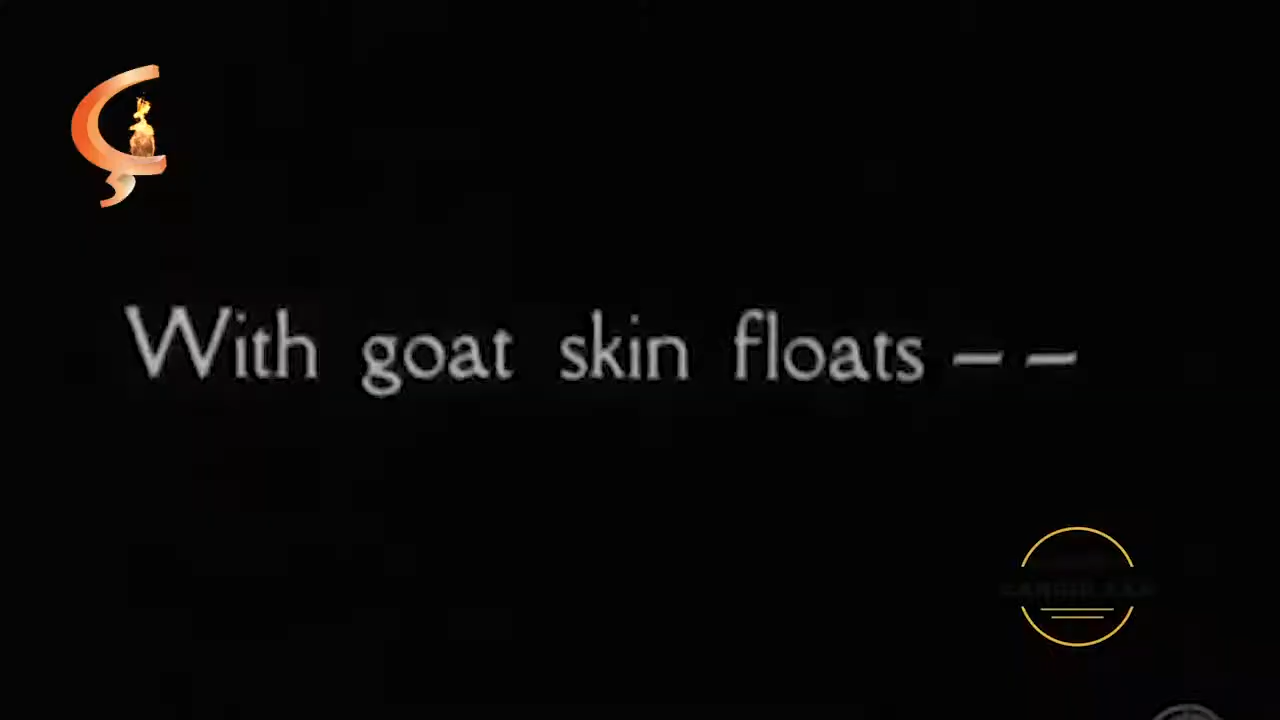 With goat skin floats – –